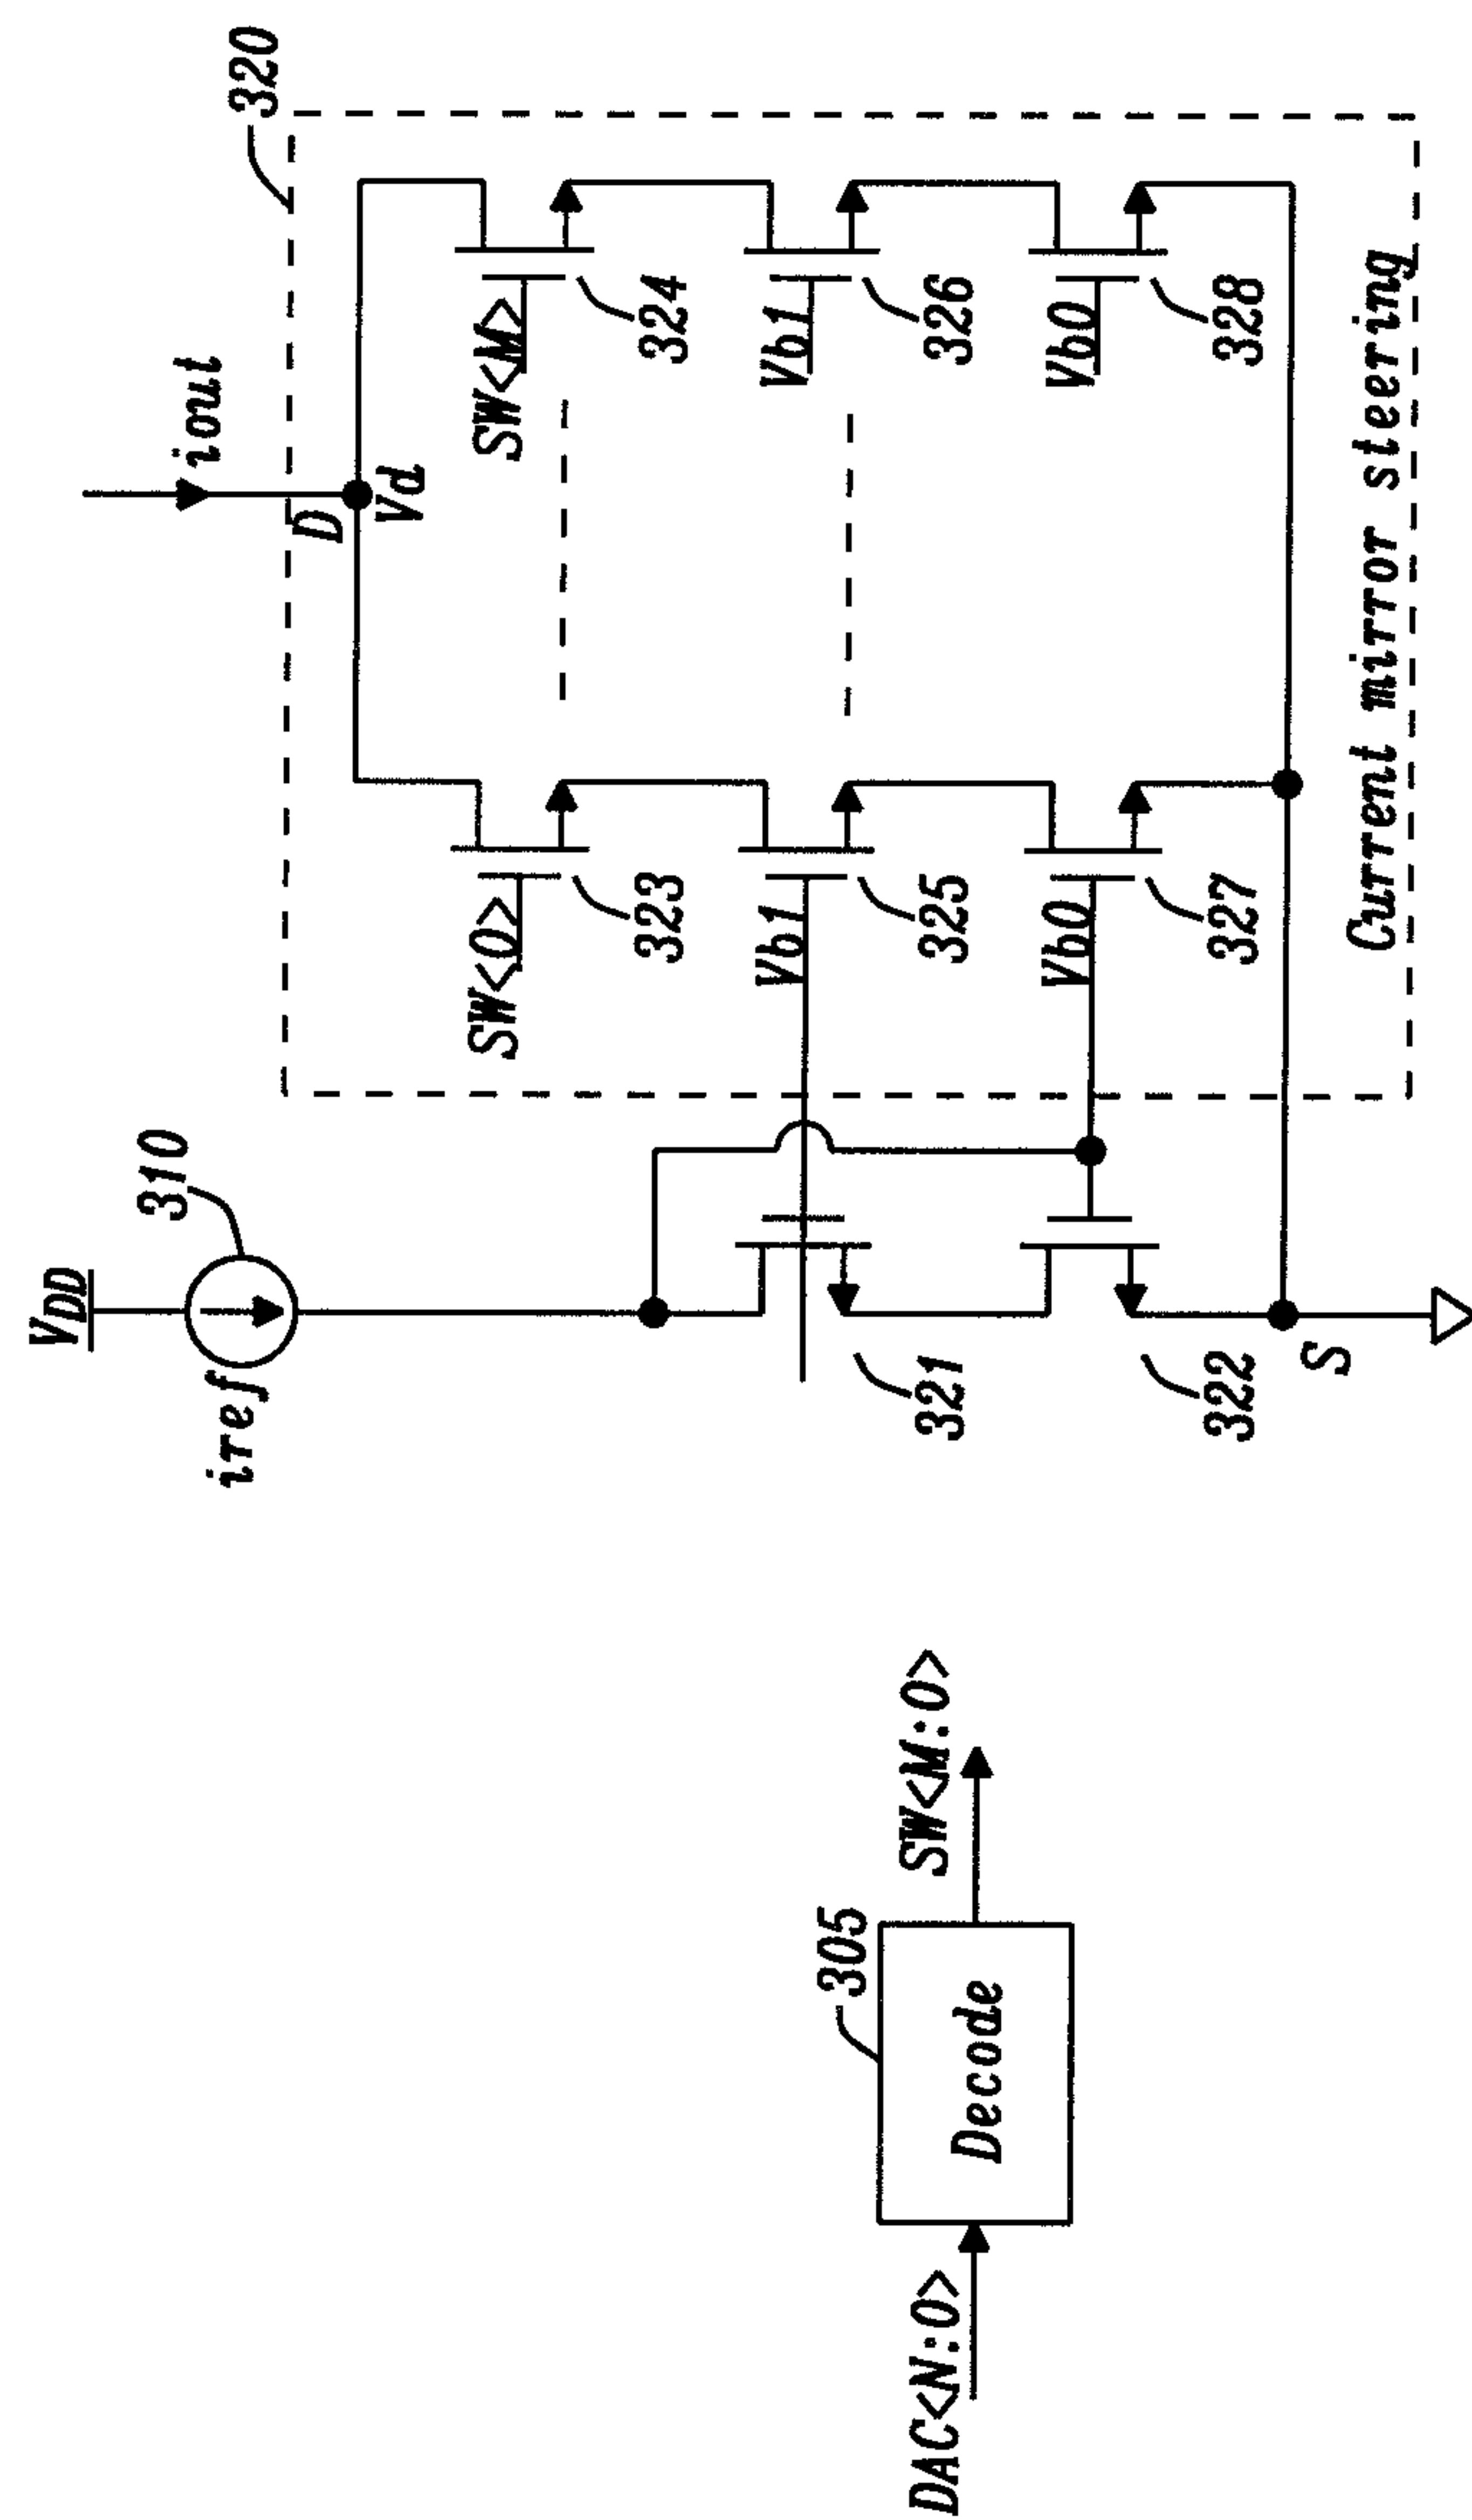 DAC<N:0>
Decode
305
SW<M:0>
VDD
iref
310
321
322
S
iout
D
Vd
320
SW<0>
323
Vb1
325
Vb0
327
SW<M>
324
Vb1
326
Vb0
328
Current mirror steering